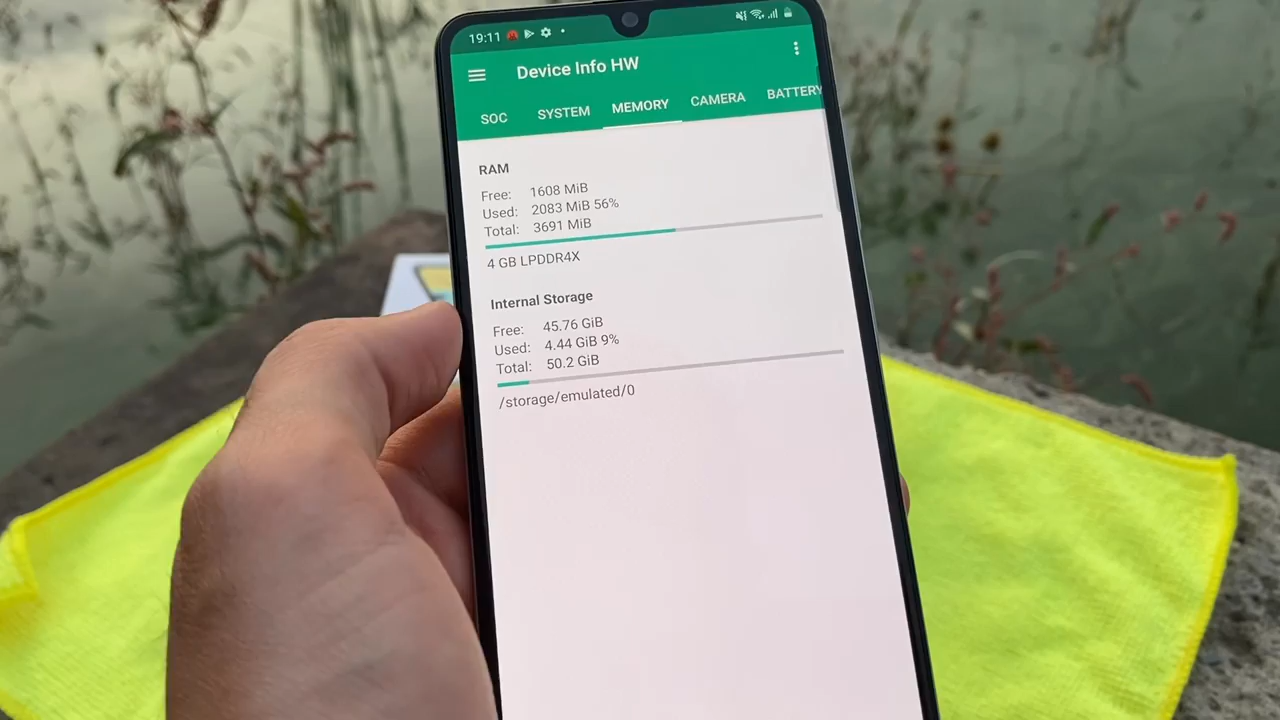 19:11
Device Info HW
SOC SYSTEM MEMORY CAMERA BATTERY
RAM
Free: 1608 MiB
Used: 2083 MiB 56%
Total: 3691 MiB
4 GB LPDDR4X
Internal Storage
Free: 45.76 GiB
Used: 4.44 GiB 9%
Total: 50.2 GiB
/storage/emulated/0